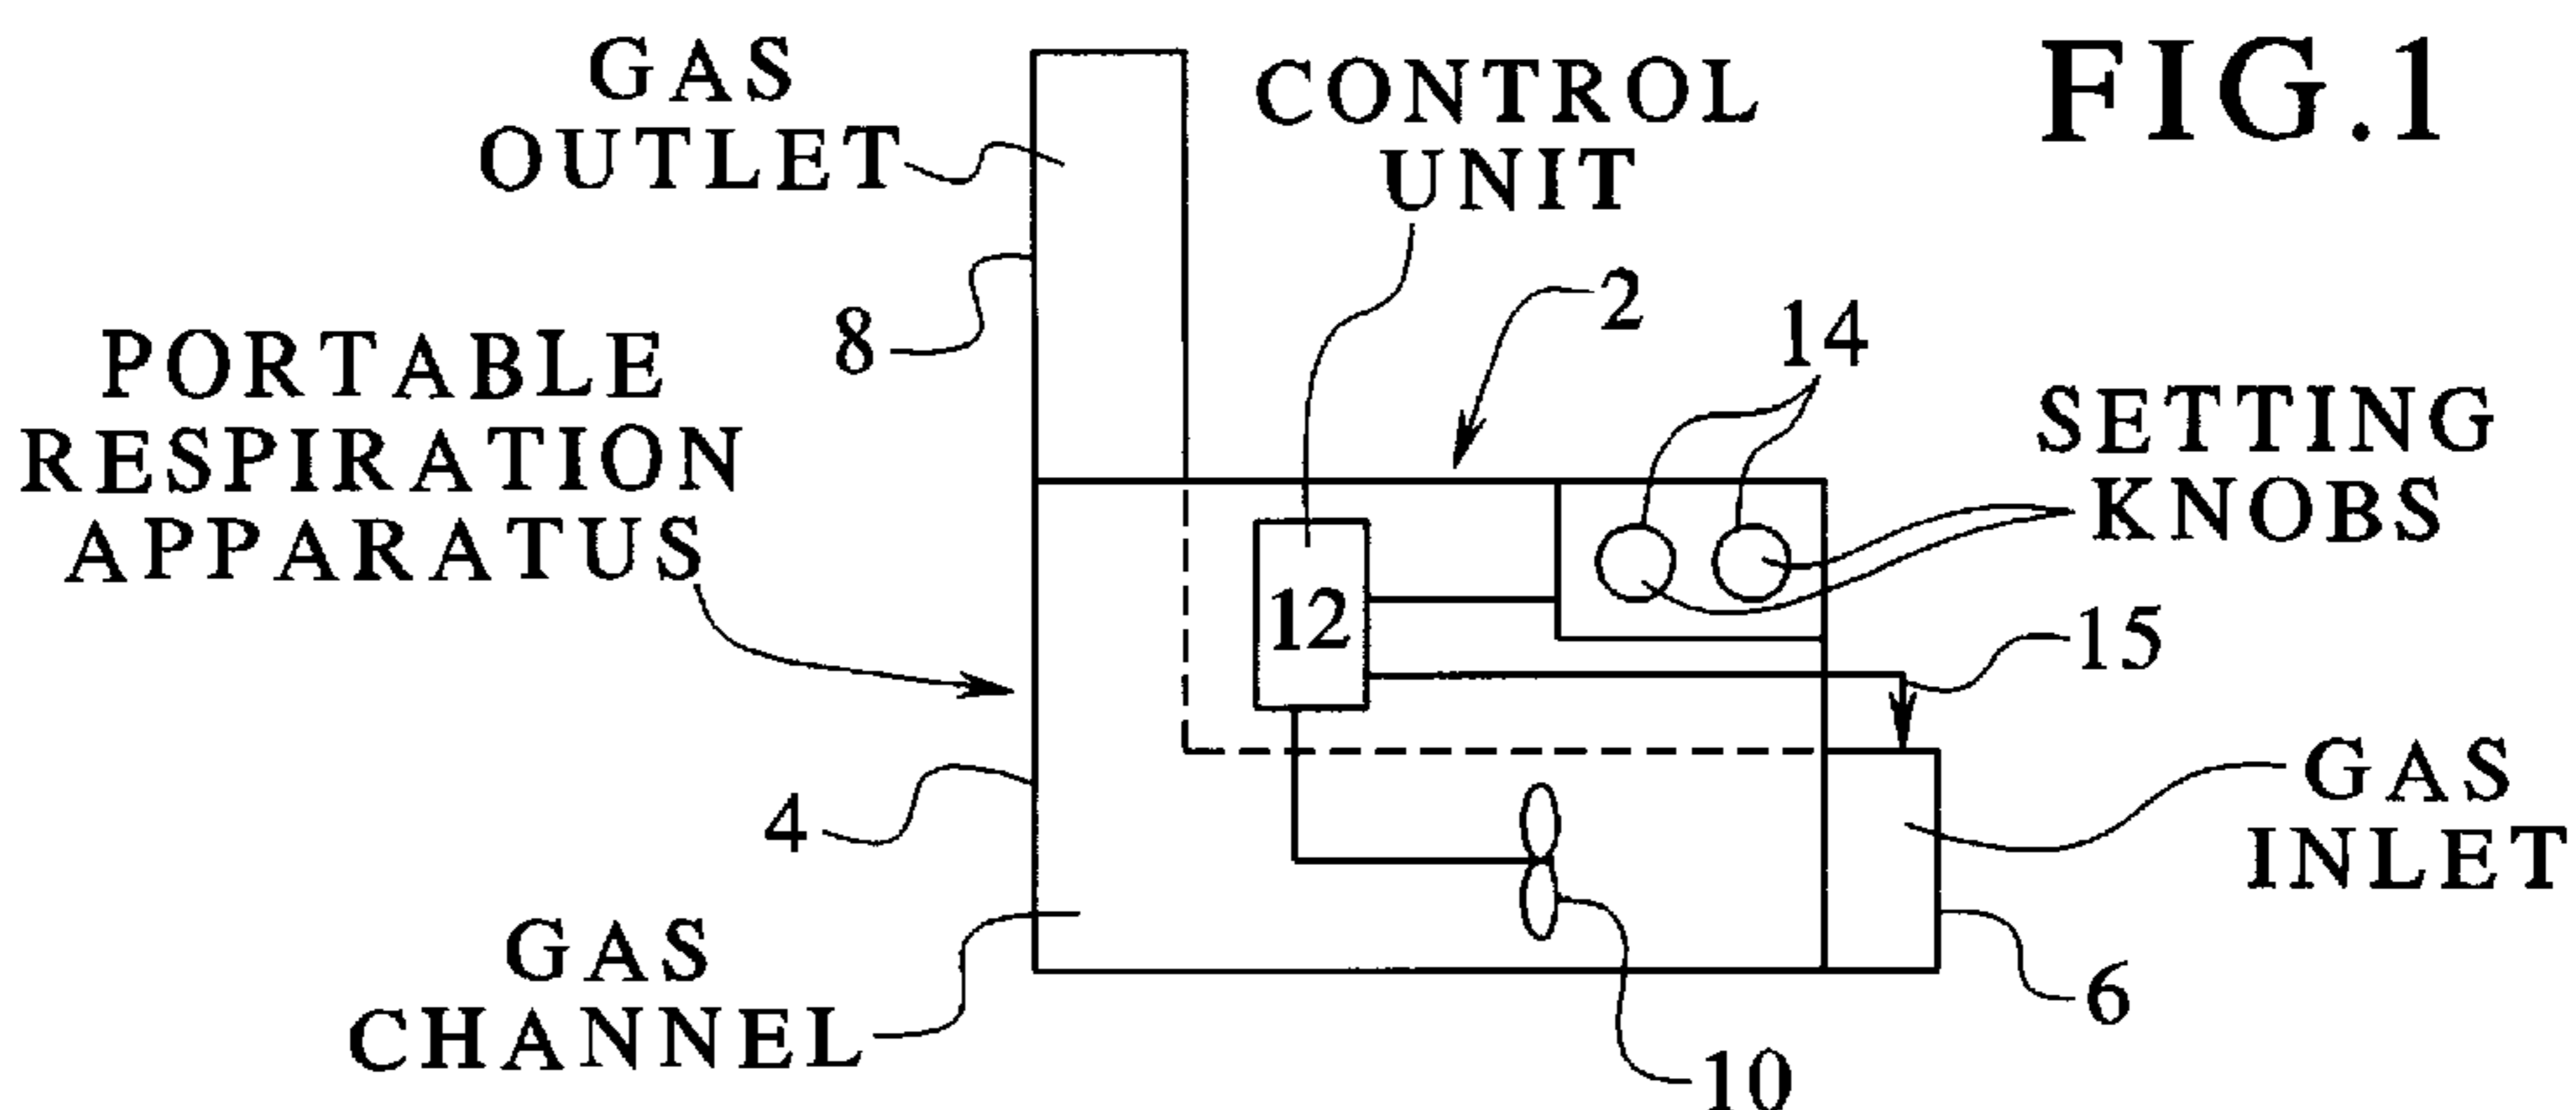 FIG.1
GAS
OUTLET
CONTROL
UNIT
2
14
8
PORTABLE
RESPIRATION
APPARATUS
SETTING
KNOBS
12
15
4
GAS
INLET
GAS
CHANNEL
6
10